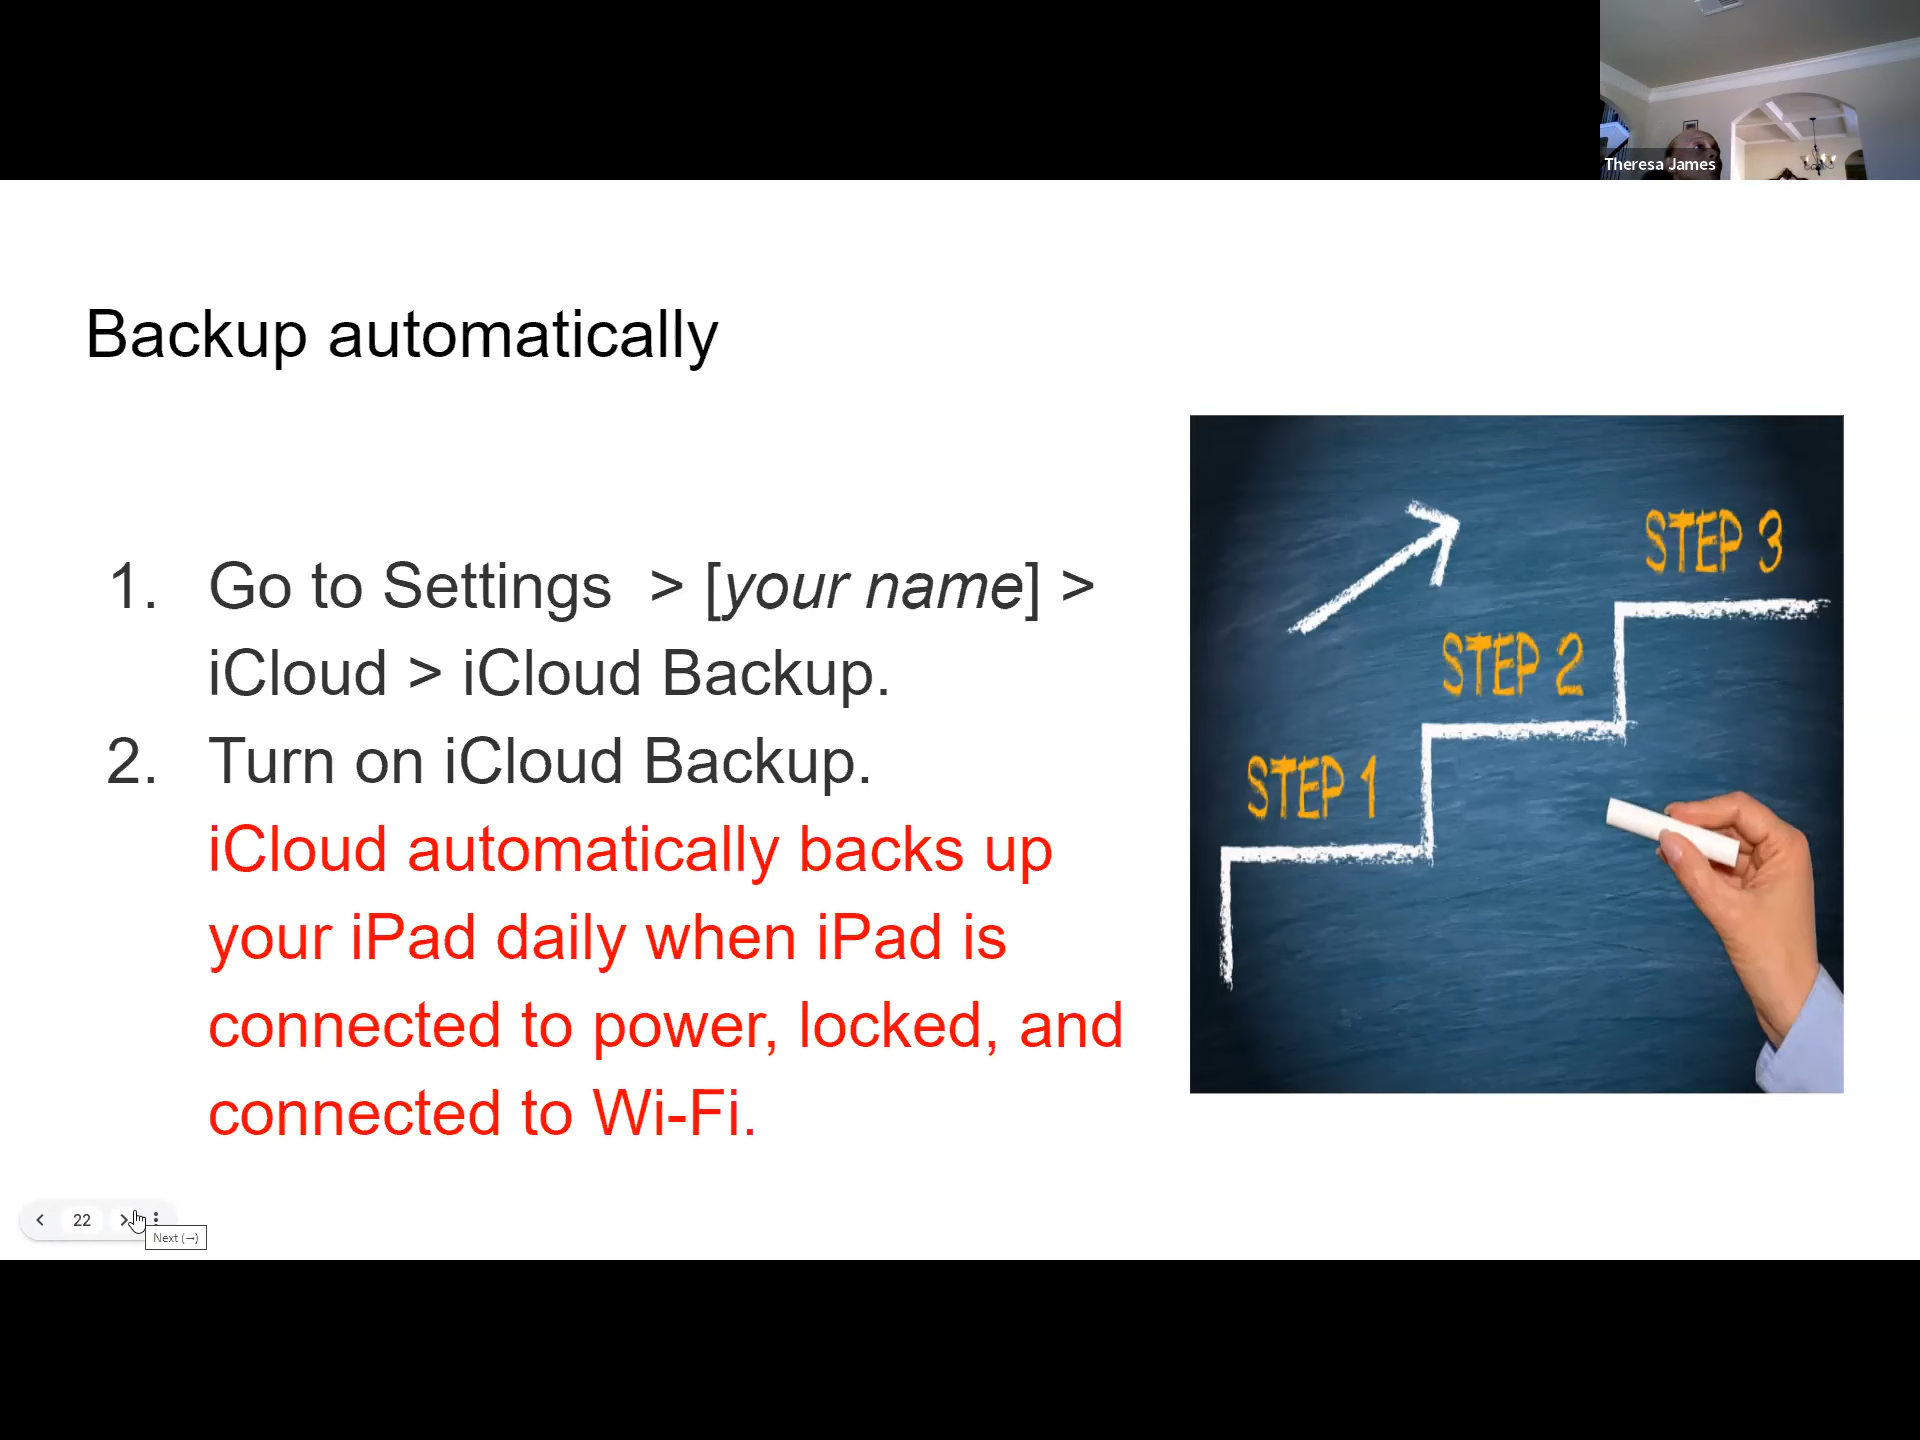 Theresa James
Backup automatically
1. Go to Settings  > [your name] >
iCloud > iCloud Backup.
2. Turn on iCloud Backup.
iCloud automatically backs up
your iPad daily when iPad is
connected to power, locked, and
connected to Wi-Fi.
STEP 3
STEP 2
STEP 1
22
Next (→)